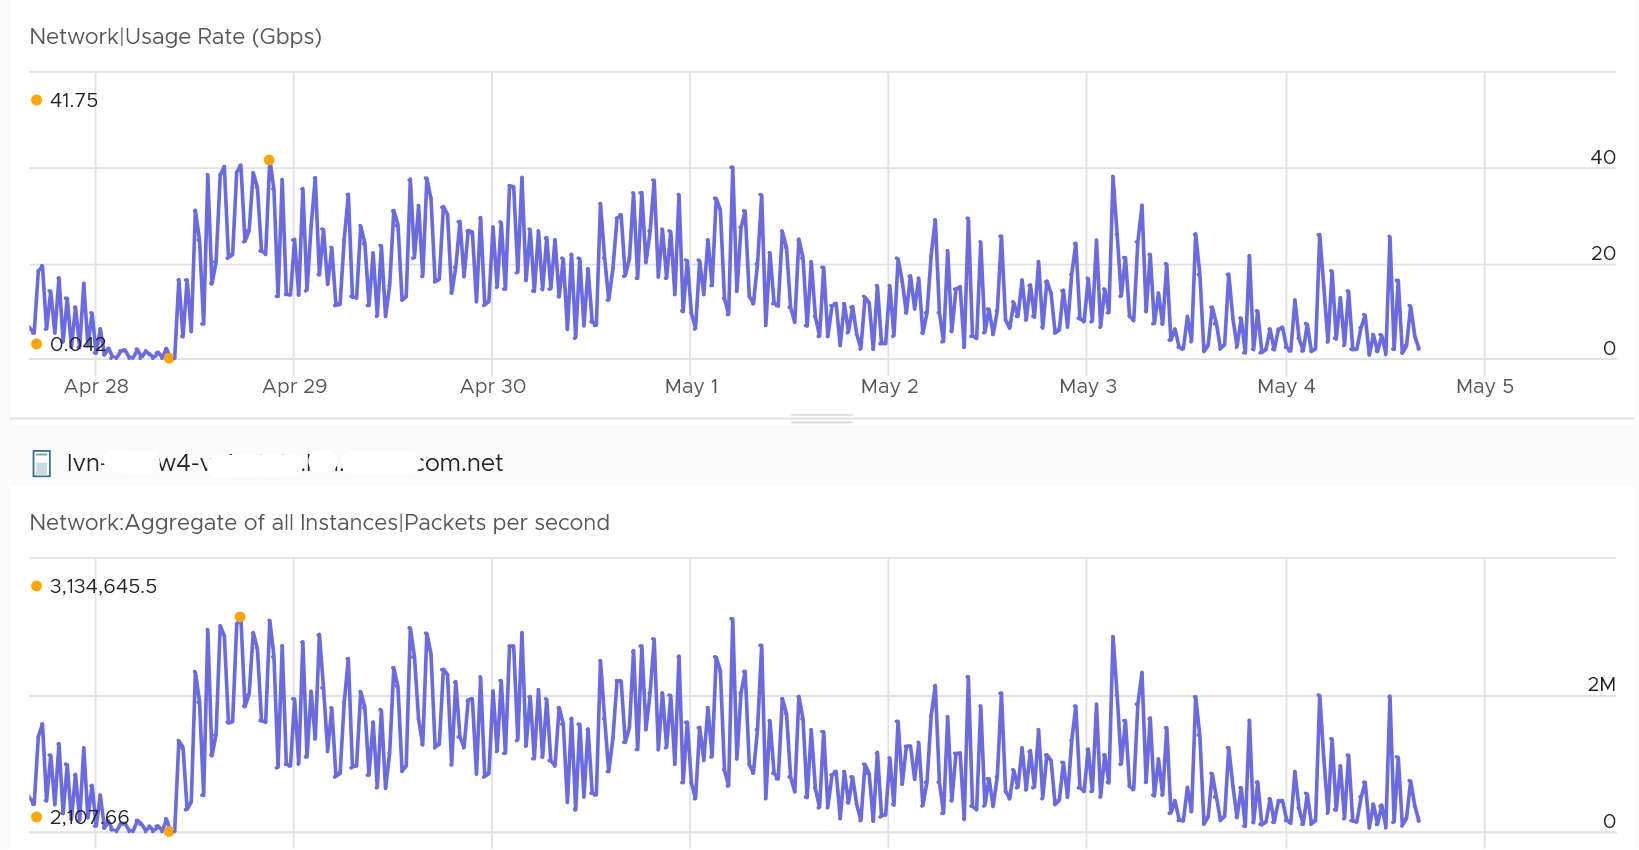 Network|Usage Rate (Gbps)
41.75
40
20
0.042
0
Apr 28 Apr 29 Apr 30 May 1 May 2 May 3 May 4 May 5
lvn- w4-v com.net
Network:Aggregate of all Instances|Packets per second
3,134,645.5
2M
2,107.66
0